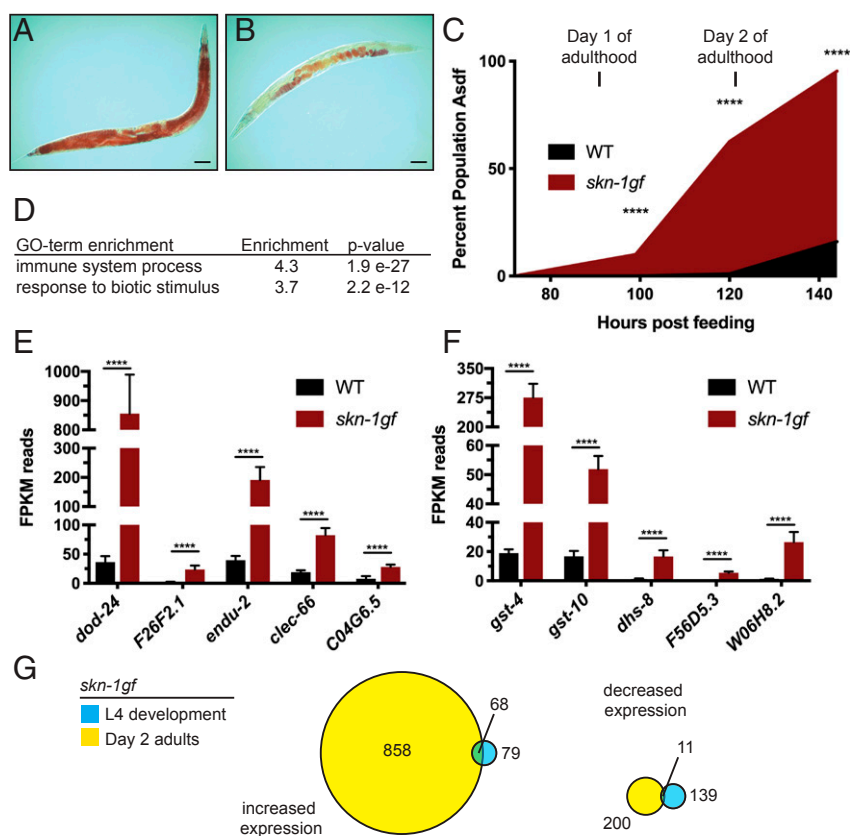 A
B
C
Day 1 of adulthood
Day 2 of adulthood
****
****
****
100
50
0
Percent Population Asdf
WT
skn-1gf
80
100
120
140
Hours post feeding
D
GO-term enrichment Enrichment p-value
immune system process 4.3 1.9 e-27
response to biotic stimulus 3.7 2.2 e-12
E
1000
900
800
300
200
100
50
25
0
FPKM reads
WT
skn-1gf
****
****
****
****
****
dod-24
F26F2.1
endu-2
clec-66
C04G6.5
F
350
275
200
60
50
40
20
10
0
FPKM reads
WT
skn-1gf
****
****
****
****
****
gst-4
gst-10
dhs-8
F56D5.3
W06H8.2
G
skn-1gf
L4 development
Day 2 adults
858
68
79
increased
expression
decreased
expression
11
139
200